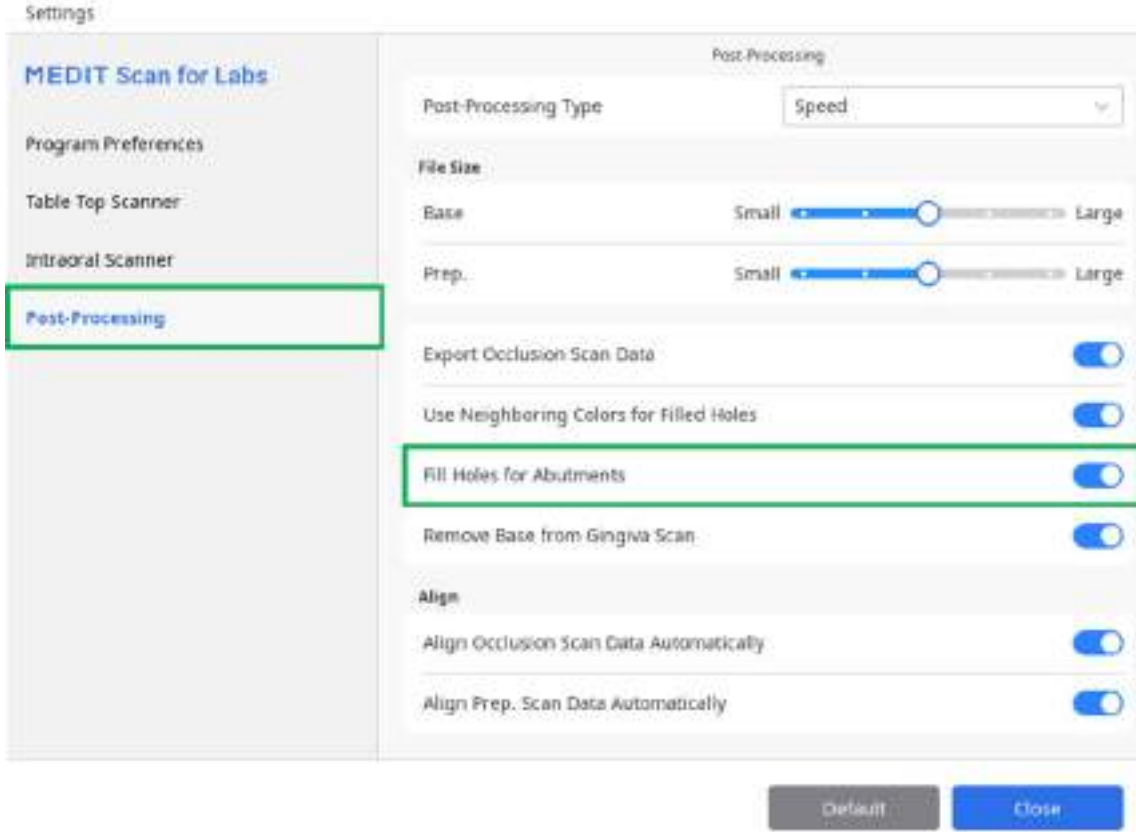 Settings
MEDIT Scan for Labs
Program Preferences
Table Top Scanner
Intraoral Scanner
Post-Processing
Post-Processing
Post-Processing Type Speed
File Size
Base Small Large
Prep. Small Large
Export Occlusion Scan Data
Use Neighboring Colors for Filled Holes
Fill Holes for Abutments
Remove Base from Gingiva Scan
Align
Align Occlusion Scan Data Automatically
Align Prep. Scan Data Automatically
Default Close